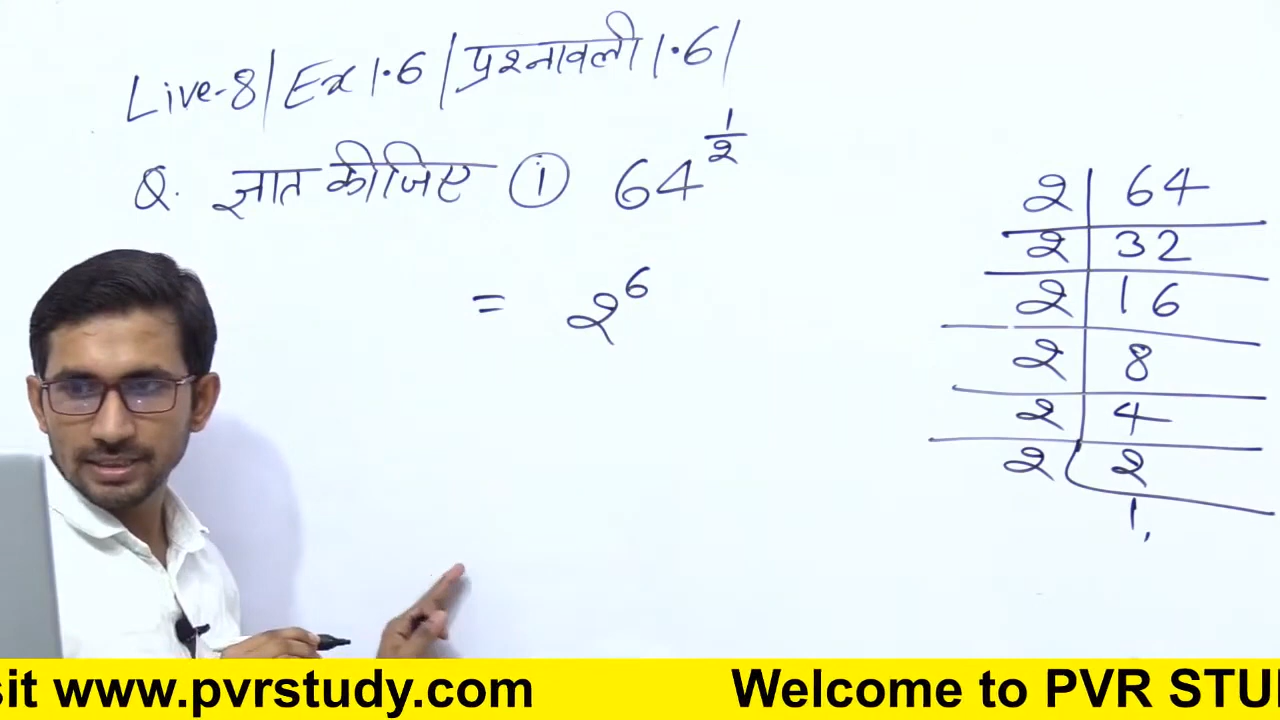 Live-8| Ex 1.6 | प्रश्नावली 1.6|
Q. ज्ञात कीजिए (i) 64^(1/2)
= 2^6
2 | 64
2 | 32
2 | 16
2 | 8
2 | 4
2 | 2
1,
sit www.pvrstudy.com Welcome to PVR STU